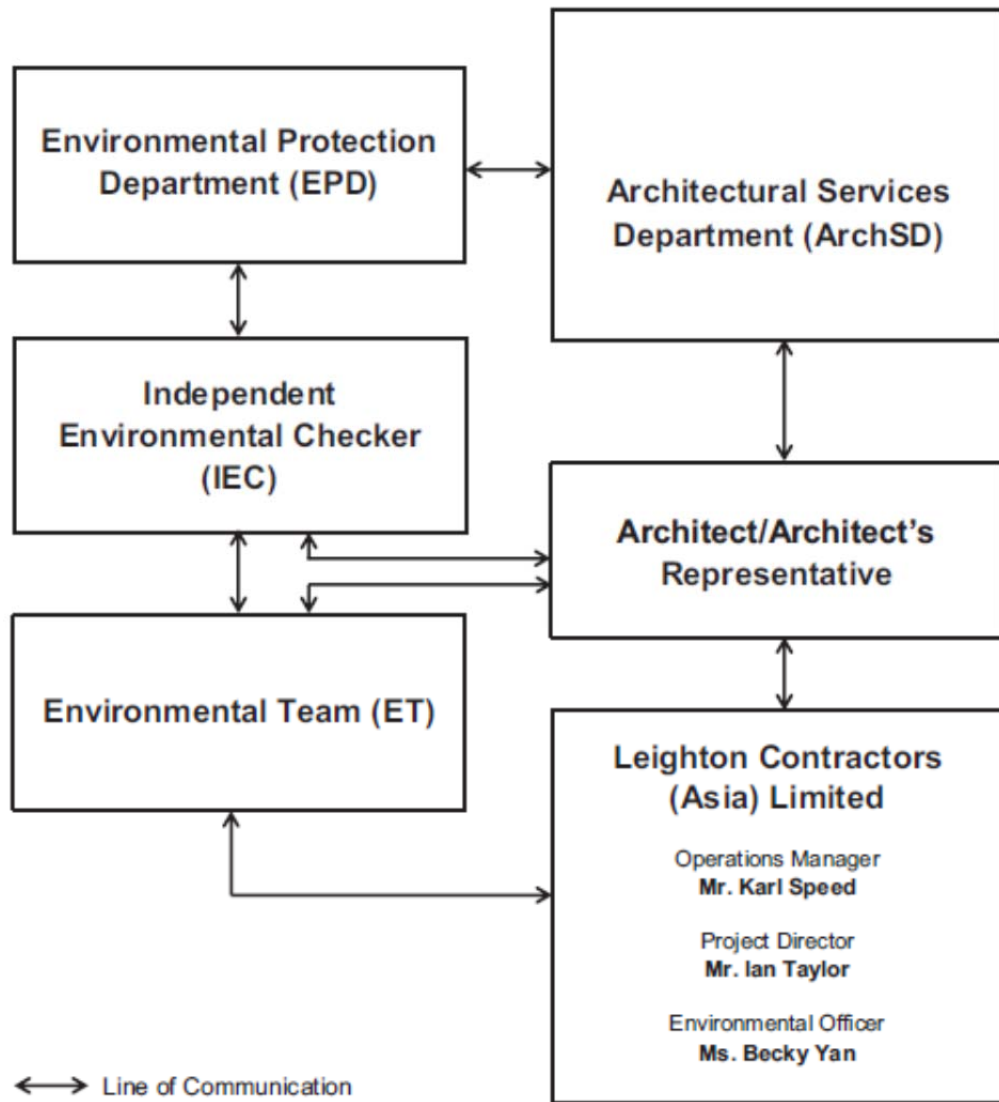 Environmental Protection
Department (EPD)
Architectural Services
Department (ArchSD)
Independent
Environmental Checker
(IEC)
Architect/Architect's
Representative
Environmental Team (ET)
Leighton Contractors
(Asia) Limited
Operations Manager
Mr. Karl Speed
Project Director
Mr. Ian Taylor
Environmental Officer
Ms. Becky Yan
Line of Communication